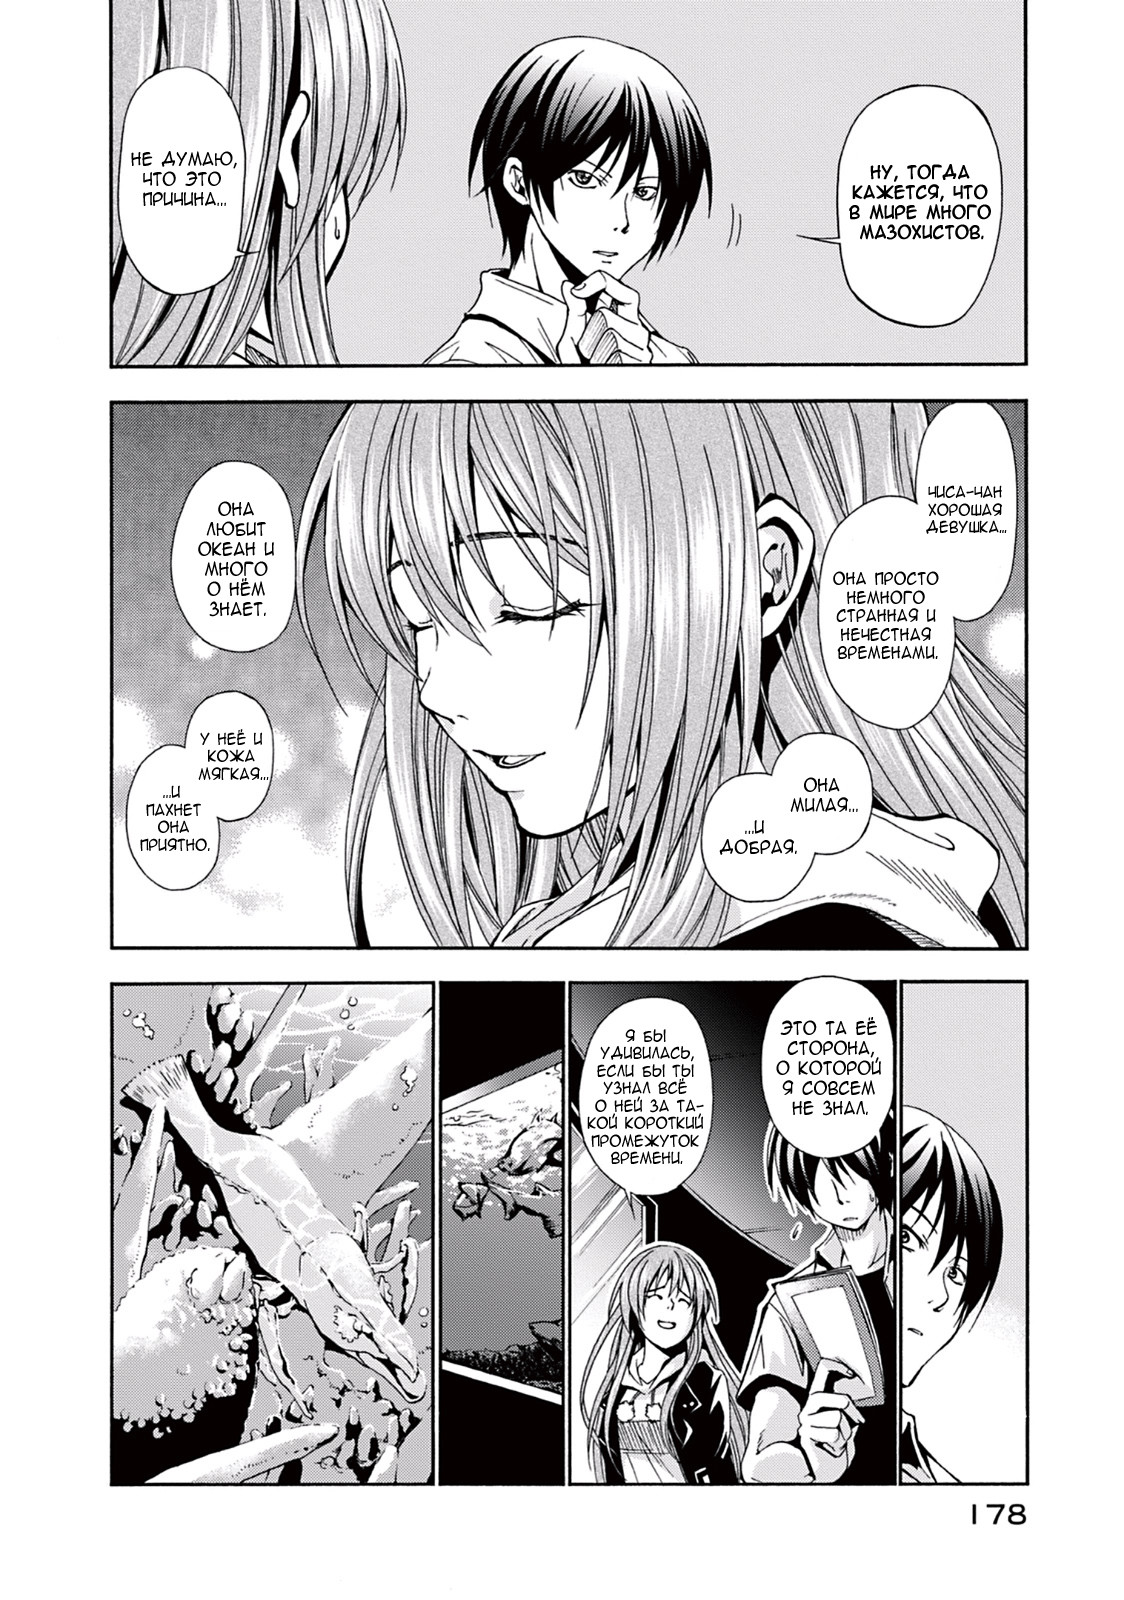 НУ, ТОГДА
КАЖЕТСЯ, ЧТО
В МИРЕ МНОГО
МАЗОХИСТОВ.
НЕ ДУМАЮ,
ЧТО ЭТО
ПРИЧИНА...
ЧИСА-ЧАН
ХОРОШАЯ
ДЕВУШКА...
ОНА ПРОСТО
НЕМНОГО
СТРАННАЯ И
НЕЧЕСТНАЯ
ВРЕМЕНАМИ.
ОНА
МИЛАЯ...
...И
ДОБРАЯ.
ОНА
ЛЮБИТ
ОКЕАН И
МНОГО
О НЁМ
ЗНАЕТ.
У НЕЁ И
КОЖА
МЯГКАЯ...
...И
ПАХНЕТ
ОНА
ПРИЯТНО.
ЭТО ТА ЕЁ
СТОРОНА,
О КОТОРОЙ
Я СОВСЕМ
НЕ ЗНАЛ.
Я БЫ
УДИВИЛАСЬ,
ЕСЛИ БЫ ТЫ
УЗНАЛ ВСЁ
О НЕЙ ЗА ТА-
КОЙ КОРОТКИЙ
ПРОМЕЖУТОК
ВРЕМЕНИ.
178